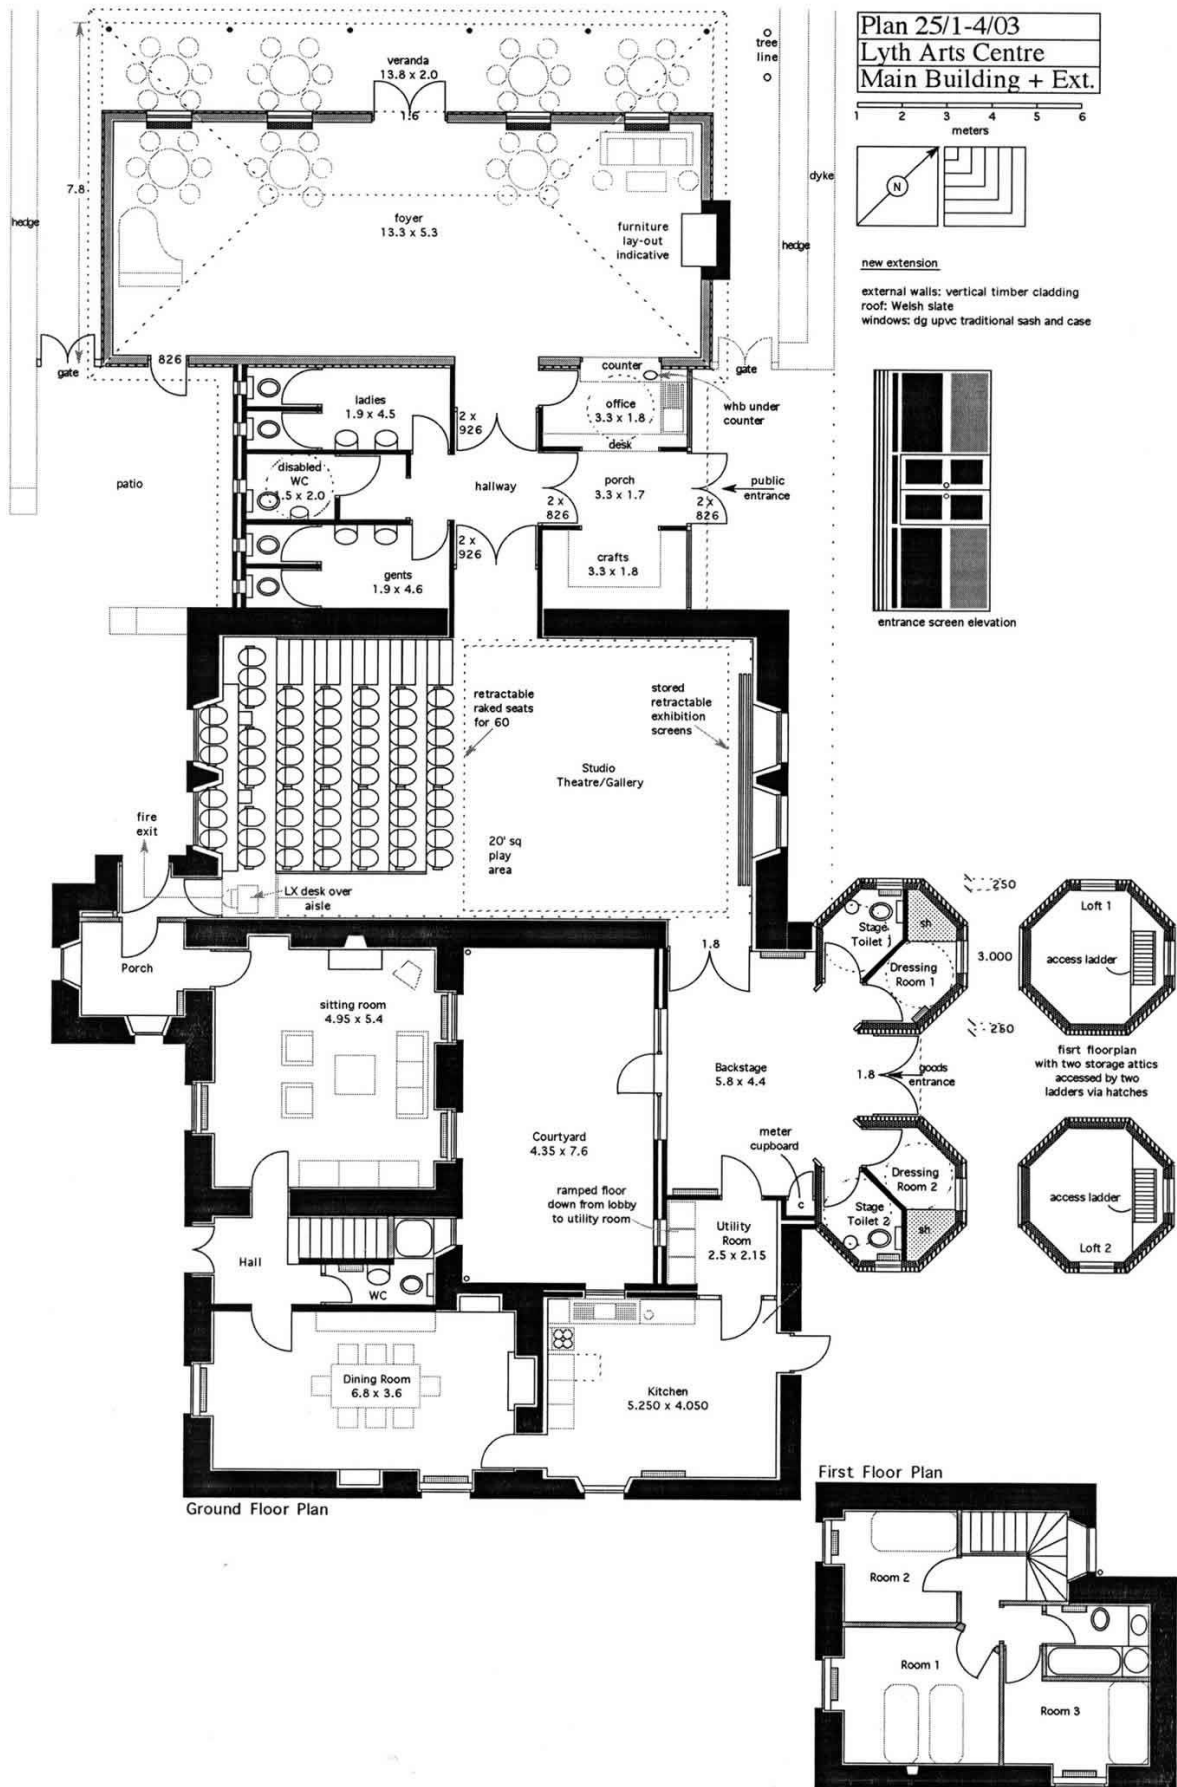 Plan 25/1-4/03
Lyth Arts Centre
Main Building + Ext.
1 2 3 4 5 6
meters
N
new extension
external walls: vertical timber cladding
roof: Welsh slate
windows: dg upvc traditional sash and case
entrance screen elevation
tree
line
dyke
hedge
hedge
veranda
13.8 x 2.0
1.6
7.8
foyer
13.3 x 5.3
furniture
lay-out
indicative
gate
826
gate
counter
whb under
counter
ladies
1.9 x 4.5
2 x
926
office
3.3 x 1.8
desk
patio
disabled
WC
1.5 x 2.0
hallway
porch
3.3 x 1.7
public
entrance
2 x
826
2 x
826
gents
1.9 x 4.6
2 x
926
crafts
3.3 x 1.8
retractable
raked seats
for 60
stored
retractable
exhibition
screens
Studio
Theatre/Gallery
20' sq
play
area
fire
exit
LX desk over
aisle
Porch
sitting room
4.95 x 5.4
1.8
Stage
Toilet 1
sh
Dressing
Room 1
250
3.000
250
Loft 1
access ladder
fisrt floorplan
with two storage attics
accessed by two
ladders via hatches
Backstage
5.8 x 4.4
1.8
goods
entrance
Courtyard
4.35 x 7.6
meter
cupboard
c
ramped floor
down from lobby
to utility room
Utility
Room
2.5 x 2.15
Dressing
Room 2
Stage
Toilet 2
sh
access ladder
Loft 2
Hall
WC
Dining Room
6.8 x 3.6
Kitchen
5.250 x 4.050
Ground Floor Plan
First Floor Plan
Room 2
Room 1
Room 3